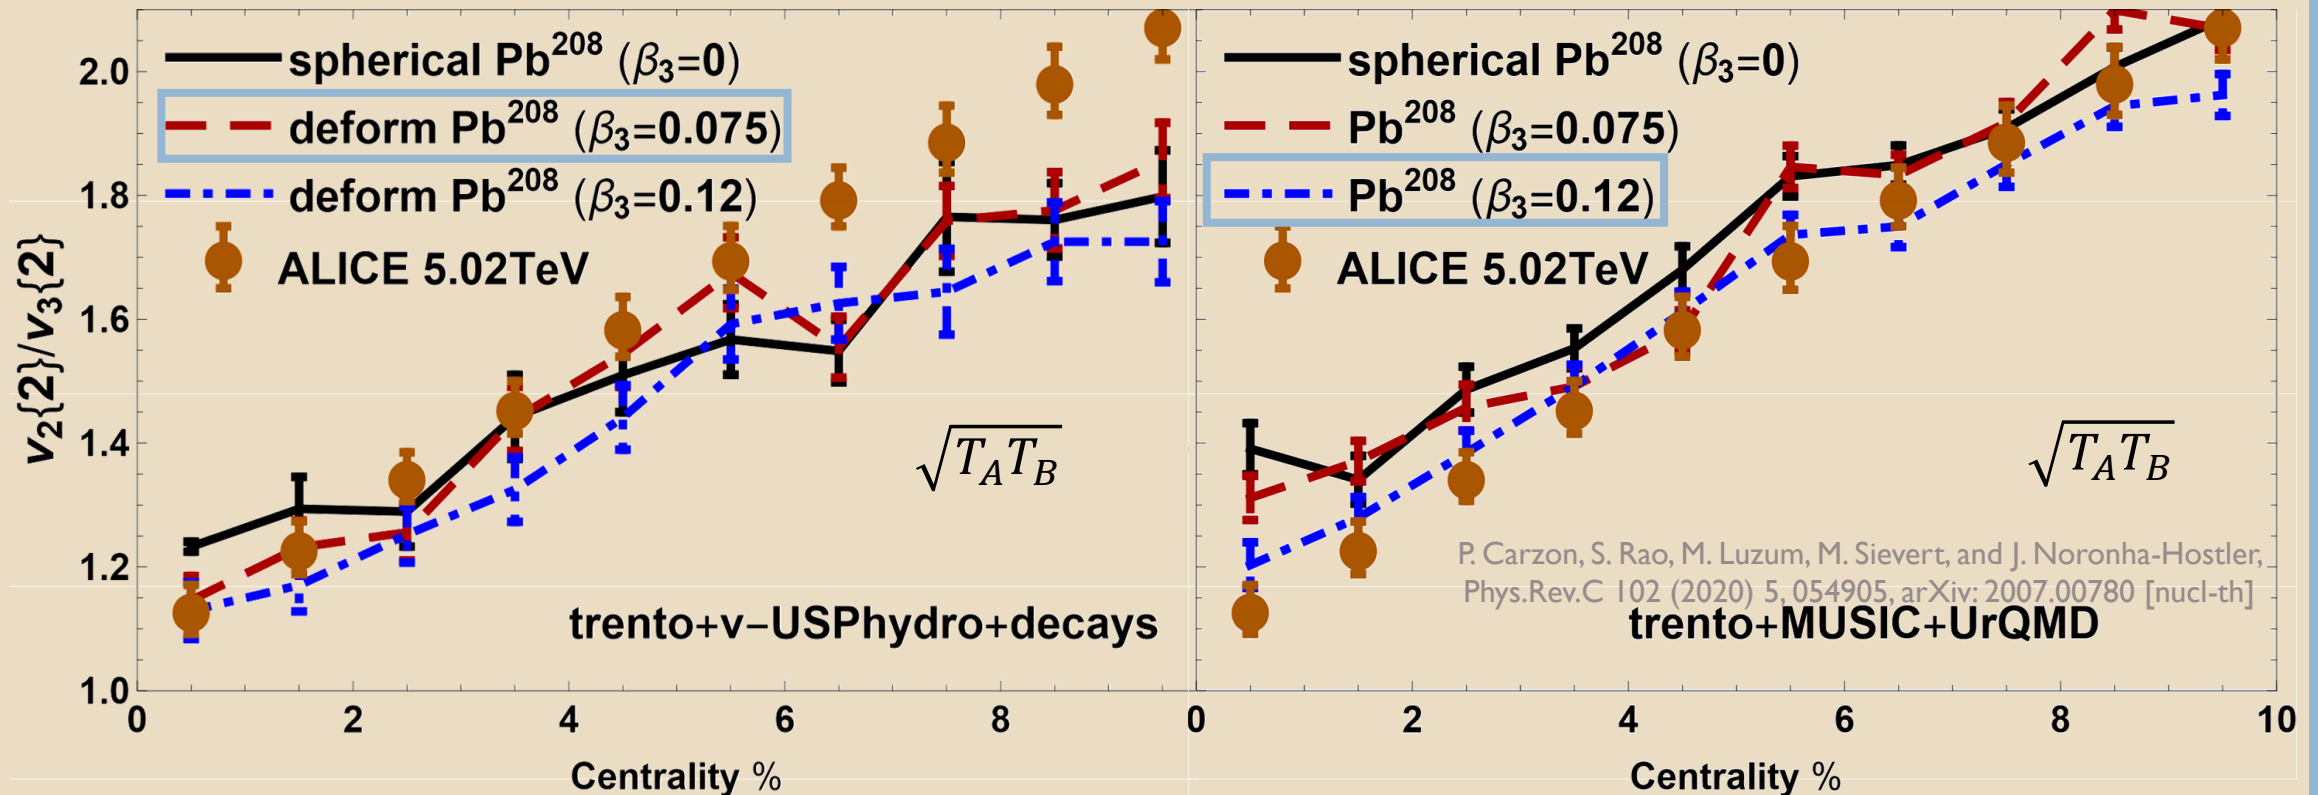 spherical Pb²⁰⁸ (β₃=0)
deform Pb²⁰⁸ (β₃=0.075)
deform Pb²⁰⁸ (β₃=0.12)
ALICE 5.02TeV
v₂{2}/v₃{2}
2.0
1.8
1.6
1.4
1.2
1.0
√T_AT_B
trento+v−USPhydro+decays
0 2 4 6 8
Centrality %
spherical Pb²⁰⁸ (β₃=0)
Pb²⁰⁸ (β₃=0.075)
Pb²⁰⁸ (β₃=0.12)
ALICE 5.02TeV
√T_AT_B
P. Carzon, S. Rao, M. Luzum, M. Sievert, and J. Noronha-Hostler,
Phys.Rev.C 102 (2020) 5, 054905, arXiv: 2007.00780 [nucl-th]
trento+MUSIC+UrQMD
0 2 4 6 8 10
Centrality %